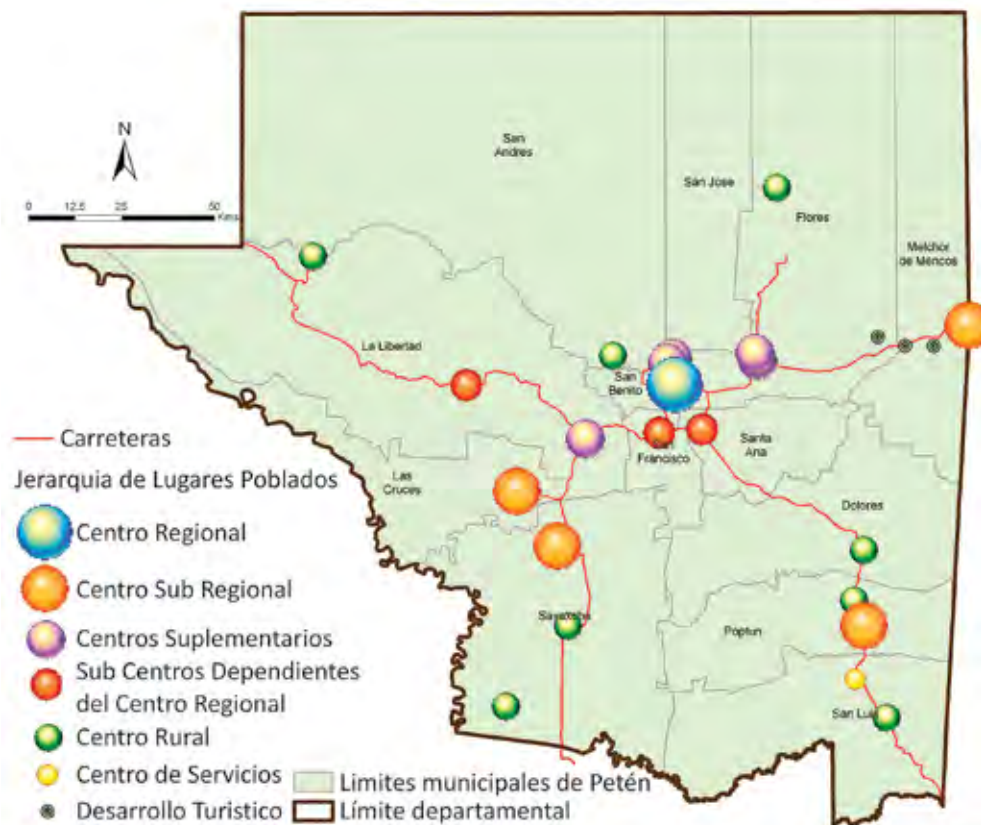 San
Andres
San Jose
Flores
Melchor
de Mencos
N
0 12.5 25 50
Kms
La Libertad
San
Benito
San
Francisco
Santa
Ana
Las
Cruces
Dolores
Poptun
San Luis
Carreteras
Jerarquia de Lugares Poblados
Centro Regional
Centro Sub Regional
Centros Suplementarios
Sub Centros Dependientes
del Centro Regional
Centro Rural
Centro de Servicios
Desarrollo Turistico
Limites municipales de Petén
Límite departamental